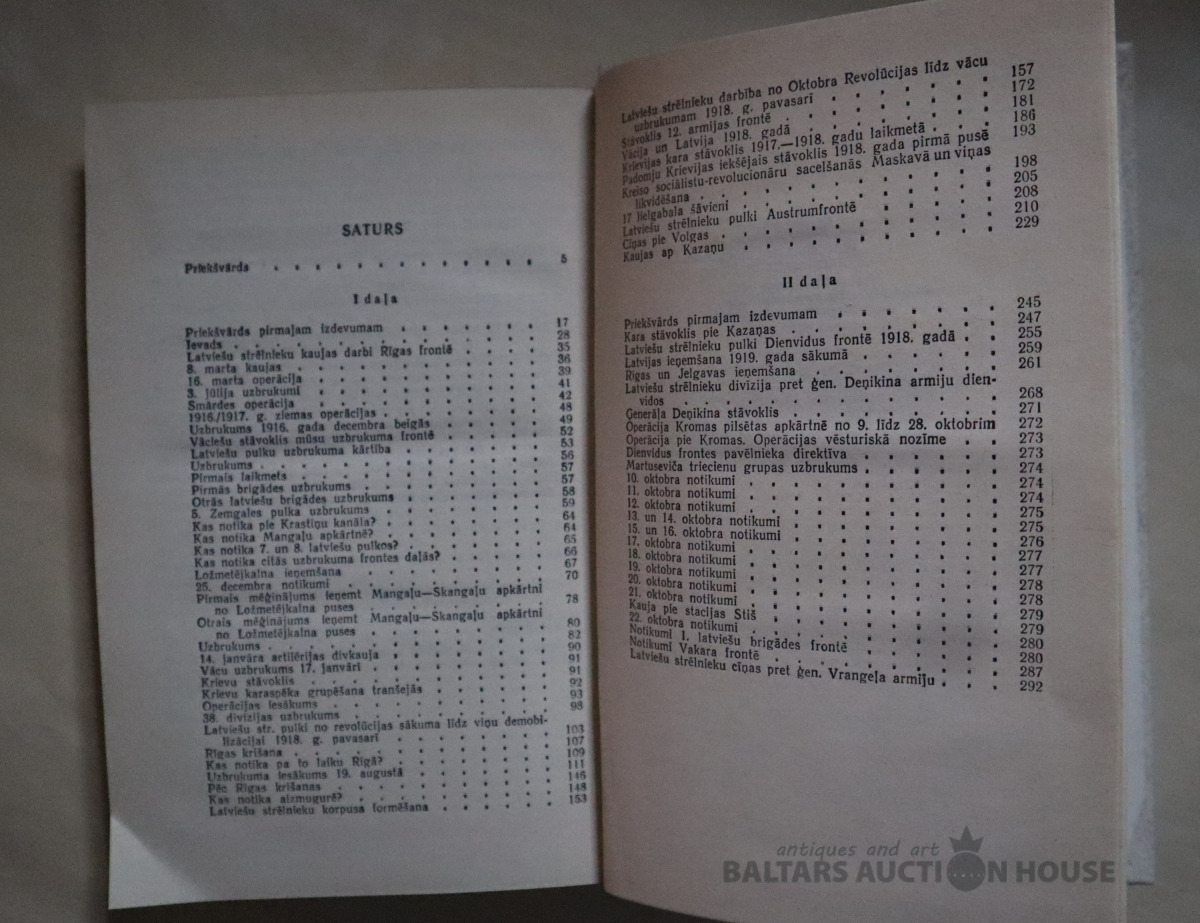 SATURS
Priekšvārds . . . . . . . . . . . . . 5
I daļa
Priekšvārds pirmajam izdevumam . . . . . . 17
Ievads . . . . . . . . . . . . 28
Latviešu strēlnieku kaujas darbi Rīgas frontē . . . . 35
8. marta kaujas . . . . . . . . . . 36
16. marta operācija . . . . . . . . . 39
3. jūlija uzbrukumi . . . . . . . . . 41
Smārdes operācija . . . . . . . . . 42
1916/1917. g. ziemas operācijas . . . . . . 48
Uzbrukums 1916. gada decembra beigās . . . . 49
Vāciešu stāvoklis mūsu uzbrukuma frontē . . . . 52
Latviešu pulku uzbrukuma kārtība . . . . . . 53
Uzbrukums . . . . . . . . . . . 56
Pirmais laikmets . . . . . . . . . 57
Pirmās brigādes uzbrukums . . . . . . . 57
Otrās latviešu brigādes uzbrukums . . . . . 58
5. Zemgales pulka uzbrukums . . . . . . 59
Kas notika pie Krastiņu kanāla? . . . . . . 64
Kas notika Mangaļu apkārtnē? . . . . . . 64
Kas notika 7. un 8. latviešu pulkos? . . . . . 65
Kas notika citās uzbrukuma frontes daļās? . . . . 66
Ložmetējkalna ieņemšana . . . . . . . 67
25. decembra notikumi . . . . . . . . 70
Pirmais mēģinājums ieņemt Mangaļu—Skangaļu apkārtni
no Ložmetējkalna puses . . . . . . . 78
Otrais mēģinājums ieņemt Mangaļu—Skangaļu apkārtni
no Ložmetējkalna puses . . . . . . . 80
Uzbrukums . . . . . . . . . . . 82
14. janvāra artilērijas divkauja . . . . . . 90
Vācu uzbrukums 17. janvārī . . . . . . 91
Krievu stāvoklis . . . . . . . . . 91
Krievu karaspēka grupēšana tranšejās . . . . . 92
Operācijas iesākums . . . . . . . . 93
38. divīzijas uzbrukums . . . . . . . . 98
Latviešu str. pulki no revolūcijas sākuma līdz viņu demobi-
lizācijai 1918. g. pavasarī . . . . . . 103
Rīgas krišana . . . . . . . . . . 107
Kas notika pa to laiku Rīgā? . . . . . . 109
Uzbrukuma iesākums 19. augustā . . . . . . 111
Pēc Rīgas krišanas . . . . . . . . 146
Kas notika aizmugurē? . . . . . . . . 148
Latviešu strēlnieku korpusa formēšana . . . . . 153
Latviešu strēlnieku darbība no Oktobra Revolūcijas līdz vācu
uzbrukumam 1918. g. pavasarī . . . . . . 157
Stāvoklis 12. armijas frontē . . . . . . . 172
Vācija un Latvija 1918. gadā . . . . . . . 181
Krievijas kara stāvoklis 1917.—1918. gadu laikmetā . . . 186
Padomju Krievijas iekšējais stāvoklis 1918. gada pirmā pusē 193
Kreiso sociālistu-revolucionāru sacelšanās Maskavā un viņas
likvidēšana . . . . . . . . . . 198
17 lielgabala šāvieni . . . . . . . . 205
Latviešu strēlnieku pulki Austrumfrontē . . . . 208
Ciņas pie Volgas . . . . . . . . . 210
Kaujas ap Kazaņu . . . . . . . . . 229
II daļa
Priekšvārds pirmajam izdevumam . . . . . . 245
Kara stāvoklis pie Kazaņas . . . . . . . 247
Latviešu strēlnieku pulki Dienvidus frontē 1918. gadā . . 255
Latvijas ieņemšana 1919. gada sākumā . . . . . 259
Rīgas un Jelgavas ieņemšana . . . . . . . 261
Latviešu strēlnieku divīzija pret ģen. Deņikina armiju dien-
vidos . . . . . . . . . . . 268
Ģenerāļa Deņikina stāvoklis . . . . . . . 271
Operācija Kromas pilsētas apkārtnē no 9. līdz 28. oktobrim 272
Operācija pie Kromas. Operācijas vēsturiskā nozīme . . 273
Dienvidus frontes pavēlnieka direktīva . . . . . 273
Martuseviča triecienu grupas uzbrukums . . . . . 274
10. oktobra notikumi . . . . . . . . 274
11. oktobra notikumi . . . . . . . . 274
12. oktobra notikumi . . . . . . . . 275
13. un 14. oktobra notikumi . . . . . . . 275
15. un 16. oktobra notikumi . . . . . . . 276
17. oktobra notikumi . . . . . . . . 277
18. oktobra notikumi . . . . . . . . 277
19. oktobra notikumi . . . . . . . . 278
20. oktobra notikumi . . . . . . . . 278
21. oktobra notikumi . . . . . . . . 279
Kauja pie stacijas Stiš . . . . . . . . 279
22. oktobra notikumi . . . . . . . . 280
Notikumi 1. latviešu brigādes frontē . . . . . 280
Notikumi Vakara frontē . . . . . . . . 287
Latviešu strēlnieku cīņas pret ģen. Vrangeļa armiju . . . 292
antiques and art
BALTARS AUCTION HOUSE